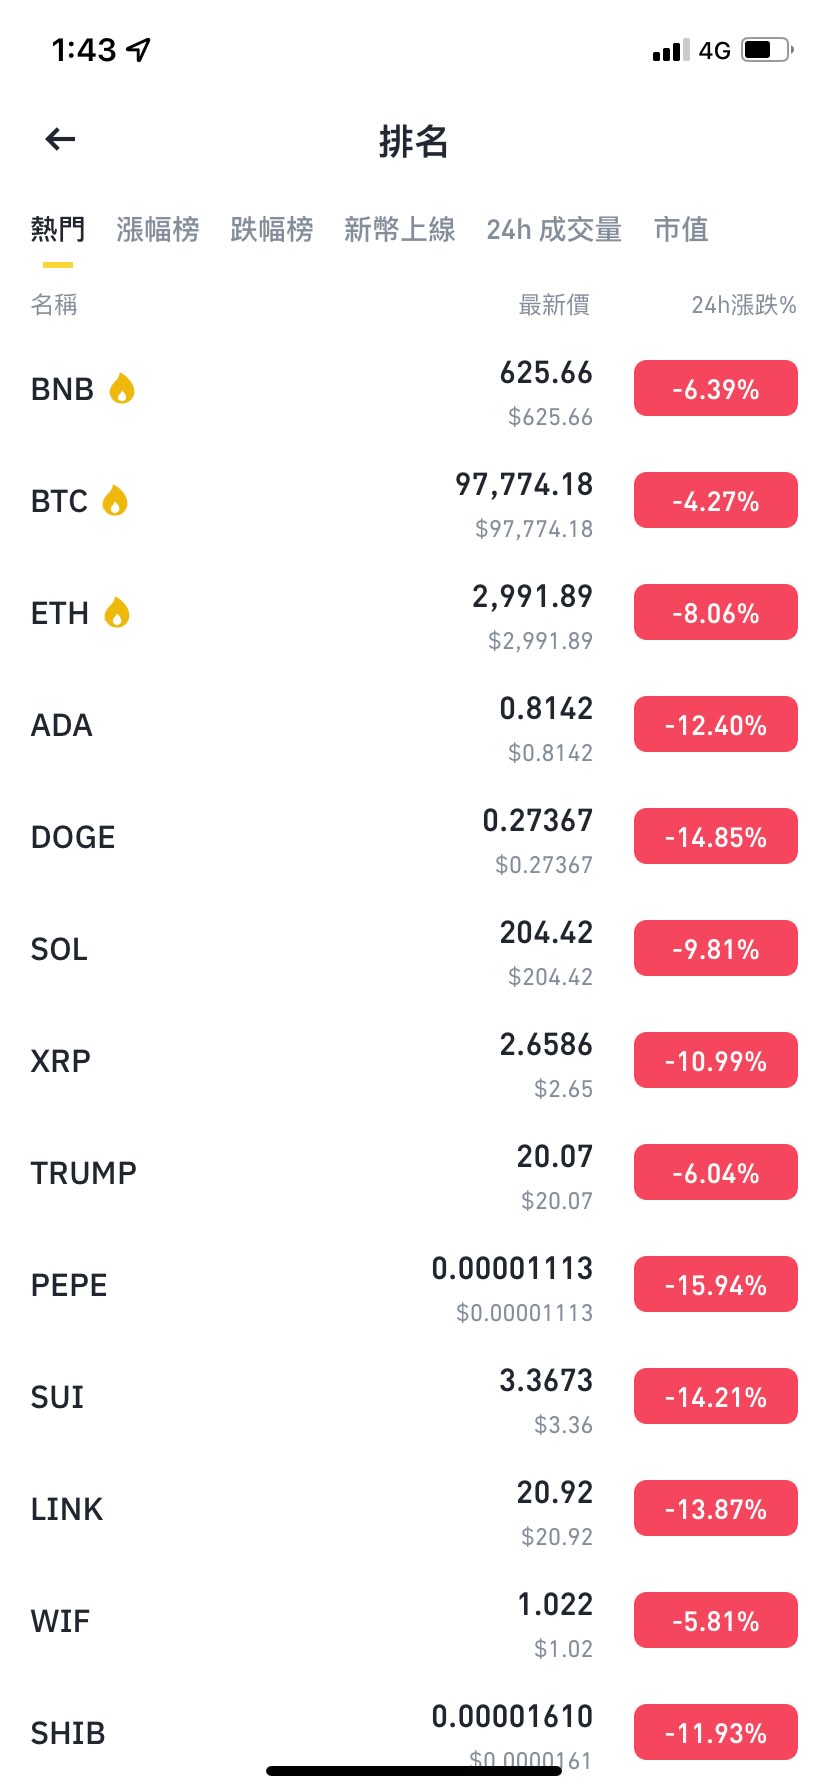 1:43 4G
排名
熱門 漲幅榜 跌幅榜 新幣上線 24h 成交量 市值
名稱 最新價 24h漲跌%
BNB 625.66 -6.39%
$625.66
BTC 97,774.18 -4.27%
$97,774.18
ETH 2,991.89 -8.06%
$2,991.89
ADA 0.8142 -12.40%
$0.8142
DOGE 0.27367 -14.85%
$0.27367
SOL 204.42 -9.81%
$204.42
XRP 2.6586 -10.99%
$2.65
TRUMP 20.07 -6.04%
$20.07
PEPE 0.00001113 -15.94%
$0.00001113
SUI 3.3673 -14.21%
$3.36
LINK 20.92 -13.87%
$20.92
WIF 1.022 -5.81%
$1.02
SHIB 0.00001610 -11.93%
$0.0000161